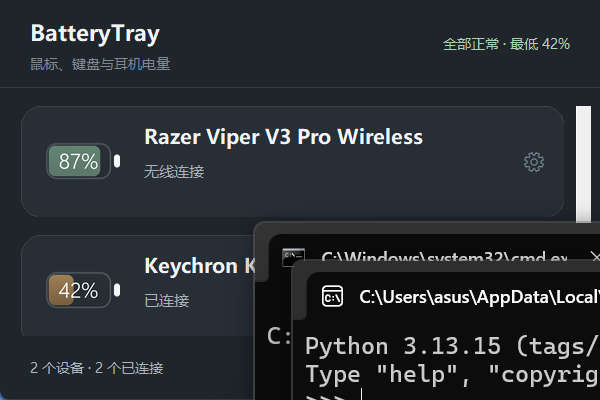 BatteryTray
鼠标、键盘与耳机电量
全部正常 · 最低 42%
87%
Razer Viper V3 Pro Wireless
无线连接
42%
Keychron K
已连接
2 个设备 · 2 个已连接
C:\Windows\system32\cmd.ex
C:
C:\Users\asus\AppData\Local\
Python 3.13.15 (tags/
Type "help", "copyrig
>>>